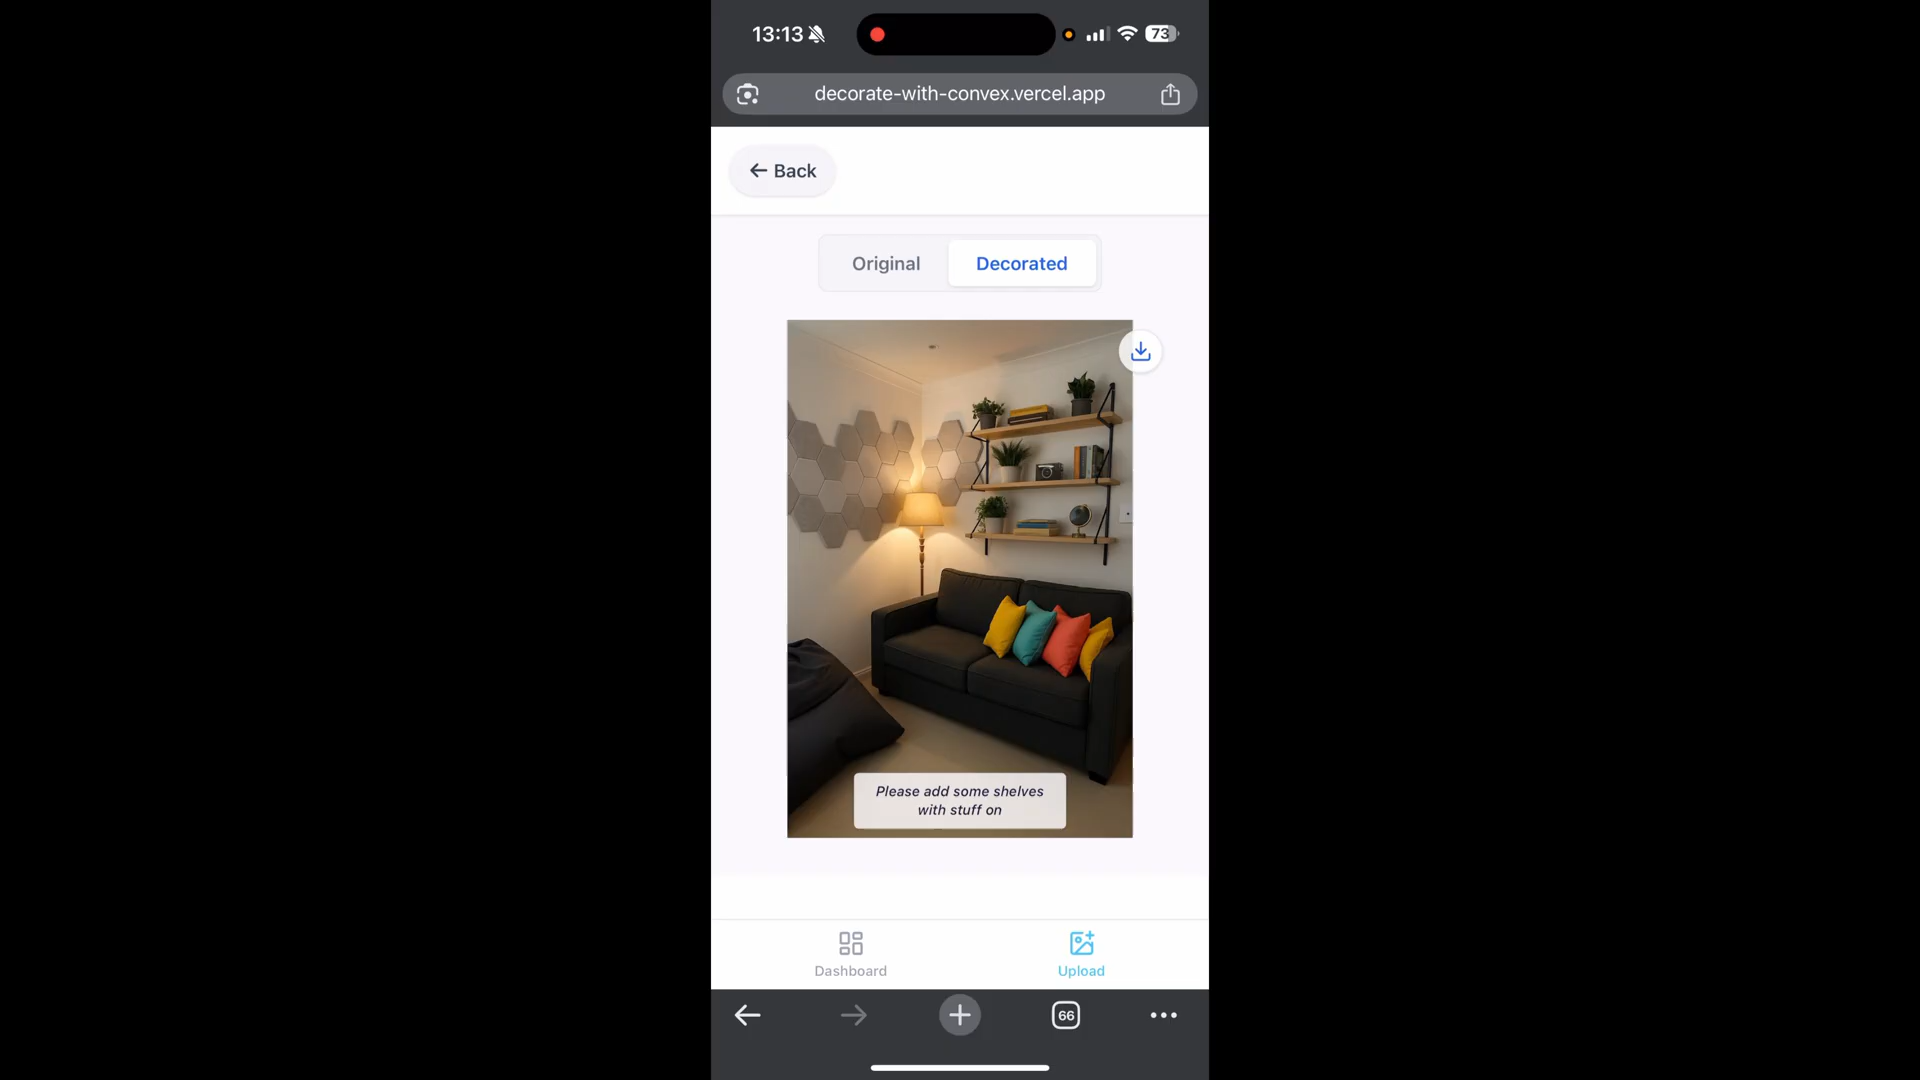 13:13
73
decorate-with-convex.vercel.app
Back
Original
Decorated
Please add some shelves
with stuff on
Dashboard
Upload
66